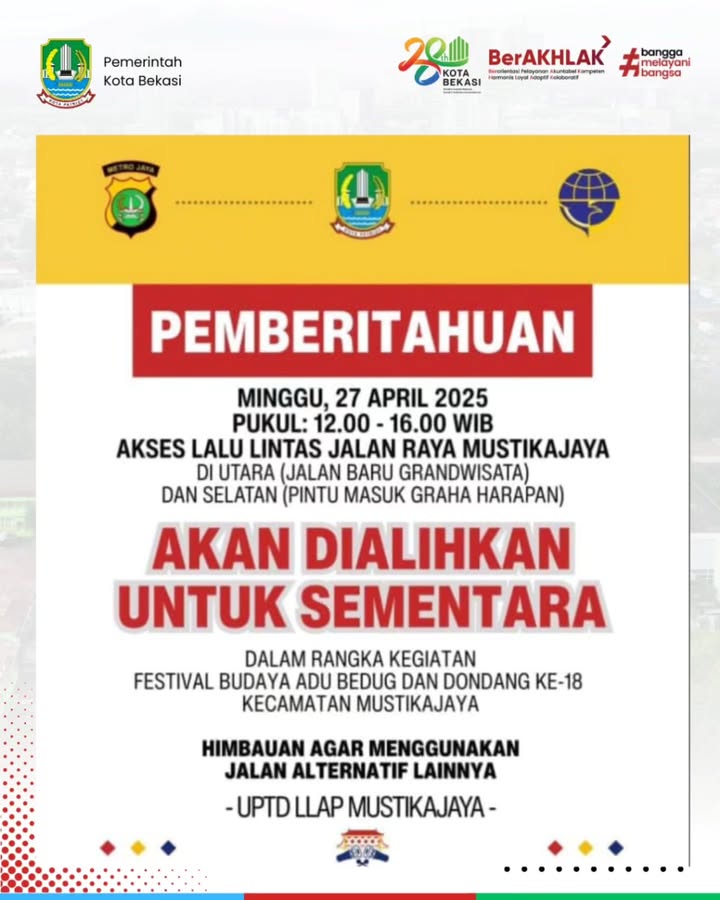 Pemerintah
Kota Bekasi
28th
KOTA
BEKASI
BerAKHLAK
Berorientasi Pelayanan Akuntabel Kompeten
Harmonis Loyal Adaptif Kolaboratif
#bangga
melayani
bangsa
METRO JAYA
PEMBERITAHUAN
MINGGU, 27 APRIL 2025
PUKUL: 12.00 - 16.00 WIB
AKSES LALU LINTAS JALAN RAYA MUSTIKAJAYA
DI UTARA (JALAN BARU GRANDWISATA)
DAN SELATAN (PINTU MASUK GRAHA HARAPAN)
AKAN DIALIHKAN
UNTUK SEMENTARA
DALAM RANGKA KEGIATAN
FESTIVAL BUDAYA ADU BEDUG DAN DONDANG KE-18
KECAMATAN MUSTIKAJAYA
HIMBAUAN AGAR MENGGUNAKAN
JALAN ALTERNATIF LAINNYA
- UPTD LLAP MUSTIKAJAYA -